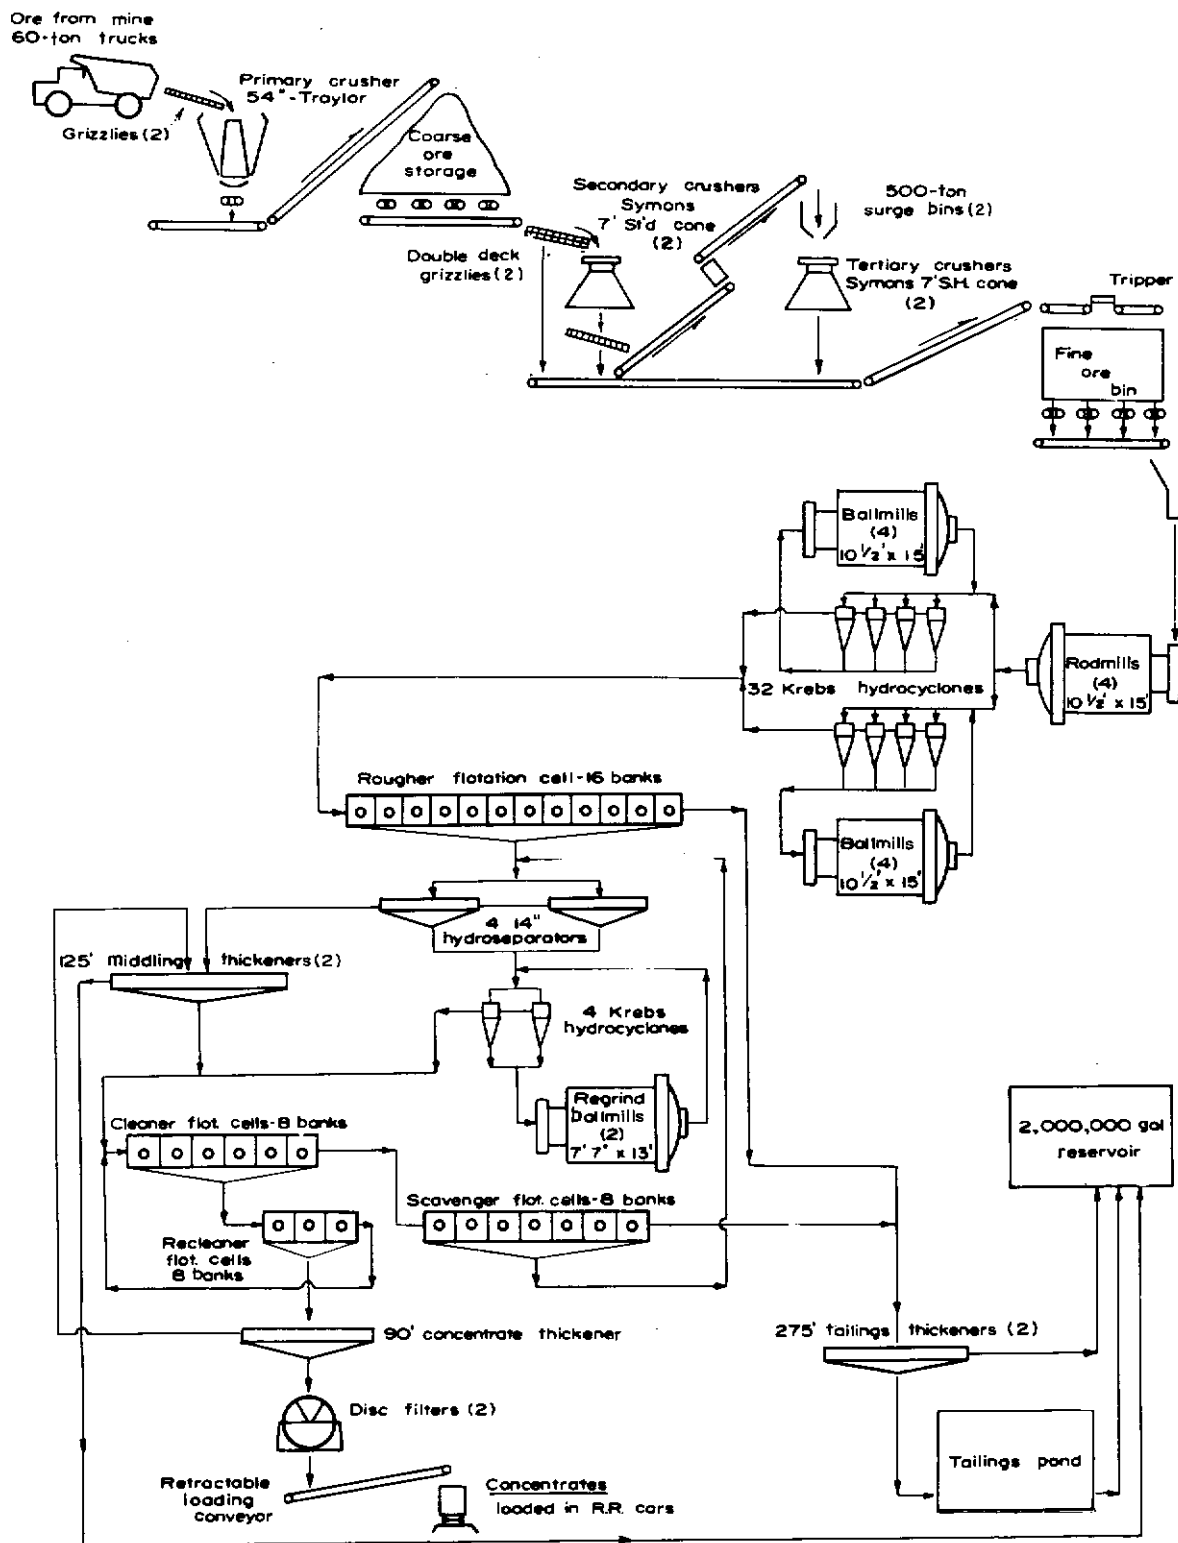 Ore from mine
60-ton trucks
Primary crusher
54"-Traylor
Grizzlies (2)
Coarse
ore
storage
Secondary crushers
Symons
7' St'd cone
(2)
500-ton
surge bins (2)
Double deck
grizzlies (2)
Tertiary crushers
Symons 7' S.H. cone
(2)
Tripper
Fine
ore
bin
Ballmills
(4)
10 1/2' x 15'
Rodmills
(4)
10 1/2' x 15'
32 Krebs hydrocyclones
Rougher flotation cell-16 banks
Ballmills
(4)
10 1/2' x 15'
4 14"
hydroseparators
125' Middling thickeners (2)
4 Krebs
hydrocyclones
Regrind
ballmills
(2)
7' 7" x 13'
2,000,000 gal
reservoir
Cleaner flot. cells-8 banks
Scavenger flot. cells-8 banks
Recleaner
flot. cells
8 banks
90' concentrate thickener
275' tailings thickeners (2)
Disc filters (2)
Tailings pond
Retractable
loading
conveyor
Concentrates
loaded in R.R. cars